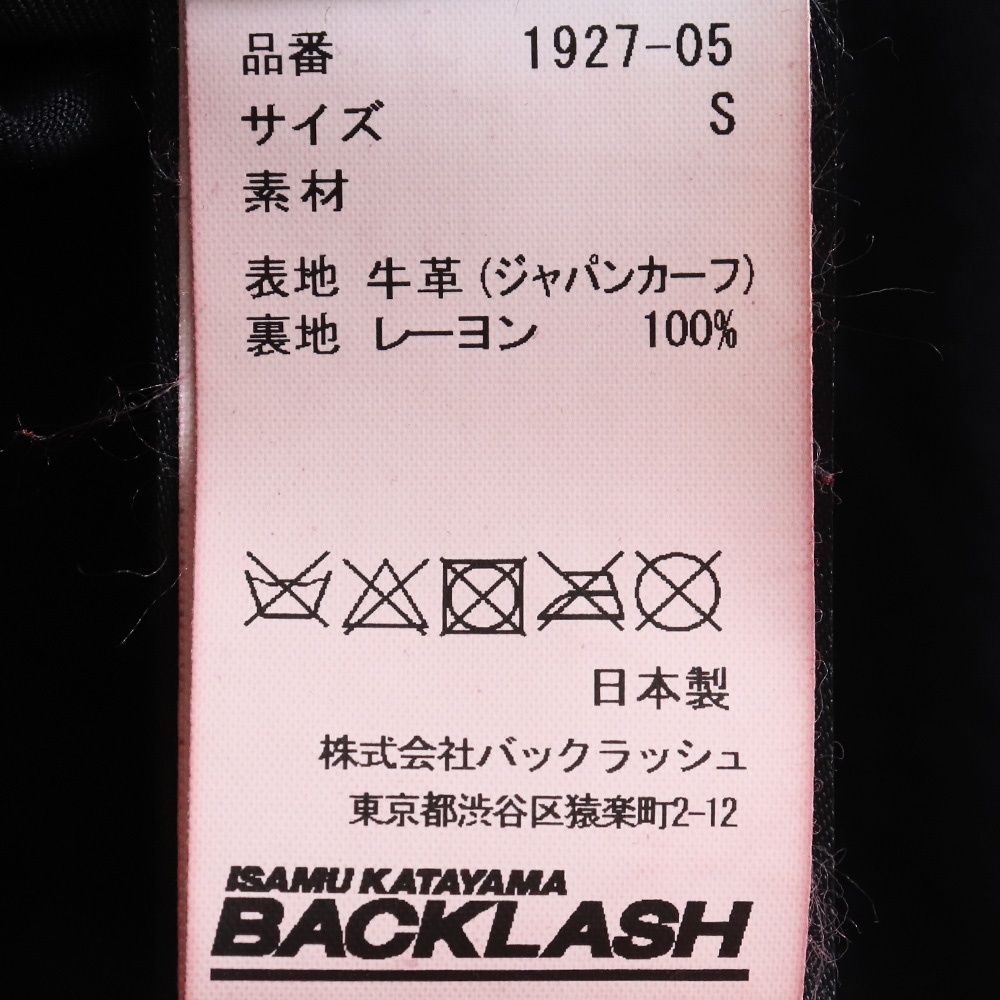 品番 1927-05
サイズ S
素材
表地 牛革(ジャパンカーフ)
裏地 レーヨン 100%
日本製
株式会社バックラッシュ
東京都渋谷区猿楽町2-12
ISAMU KATAYAMA
BACKLASH